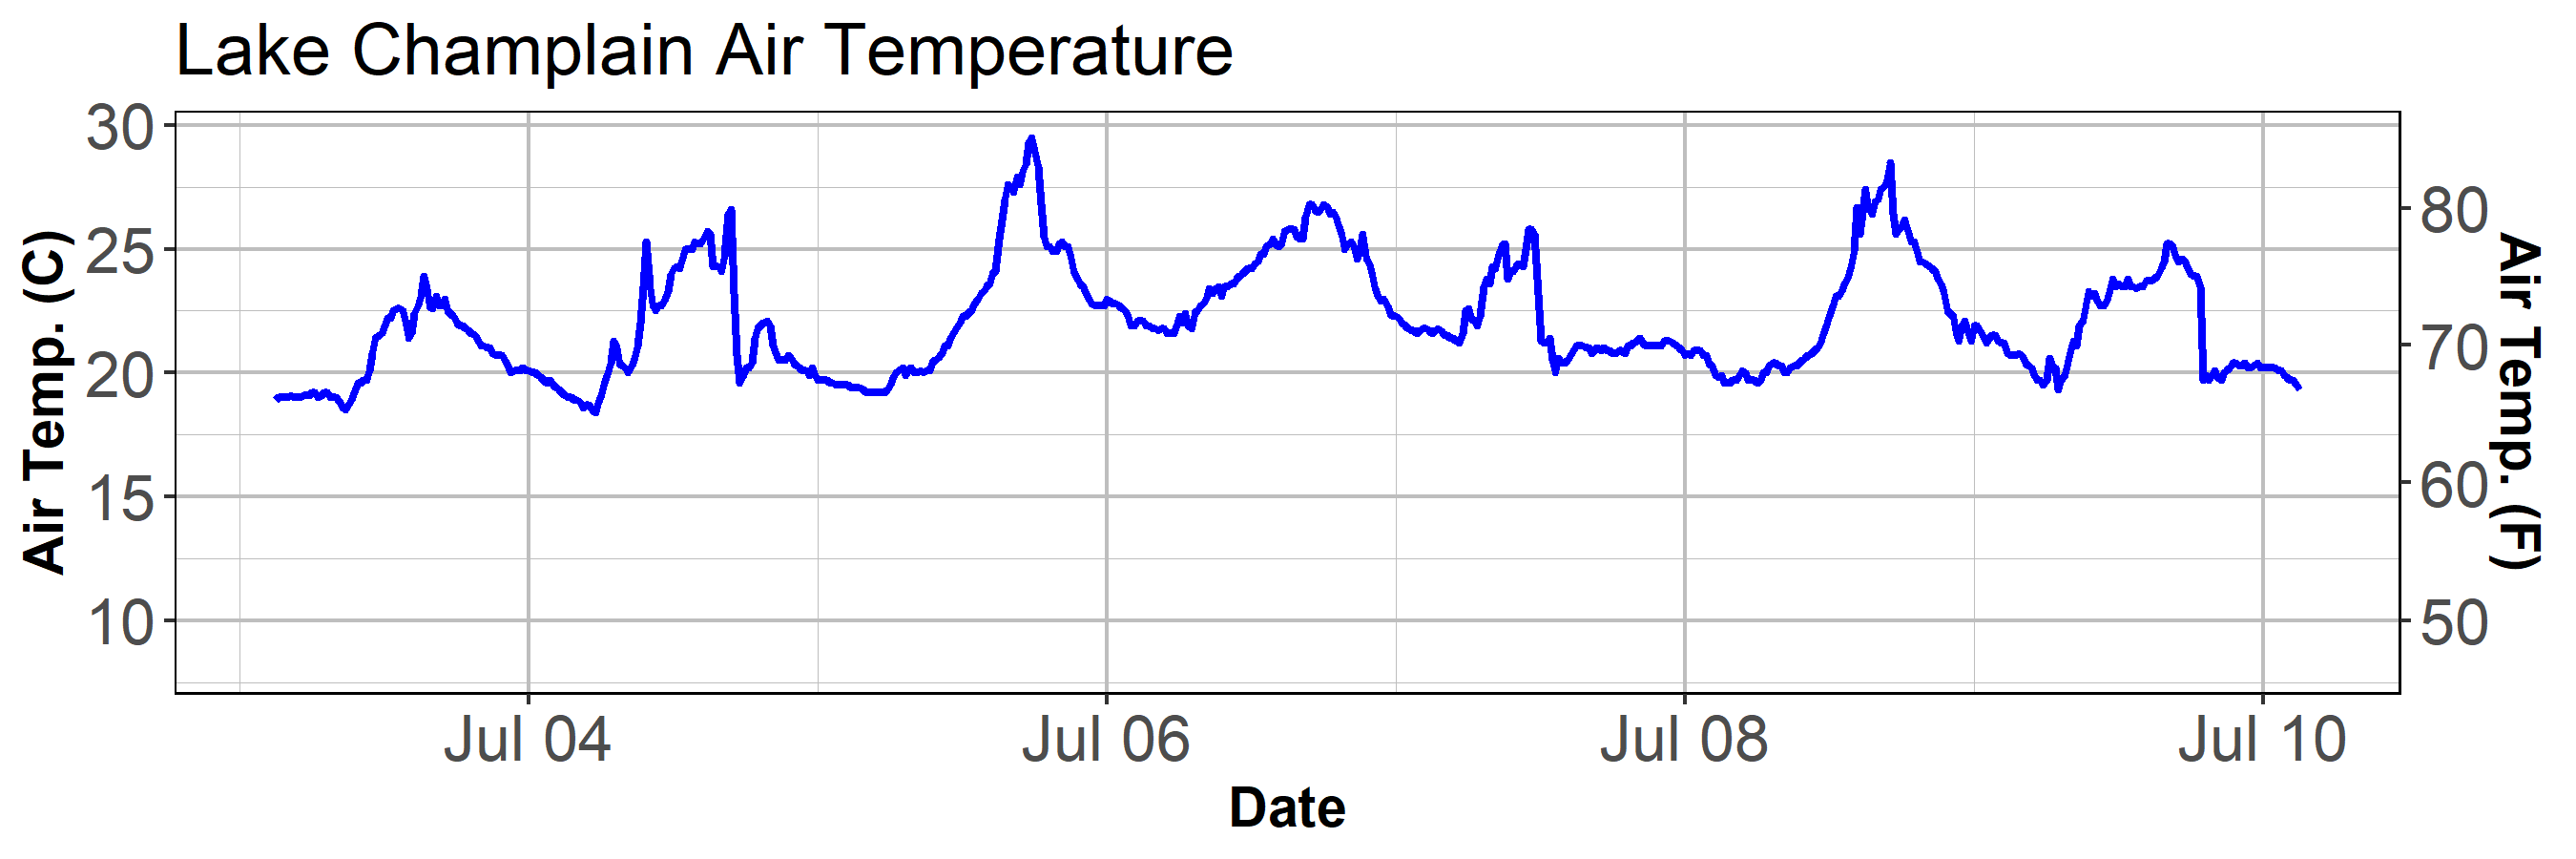 Lake Champlain Air Temperature
Air Temp. (C)
30
25
20
15
10
80
70
60
50
Air Temp. (F)
Jul 04 Jul 06 Jul 08 Jul 10
Date